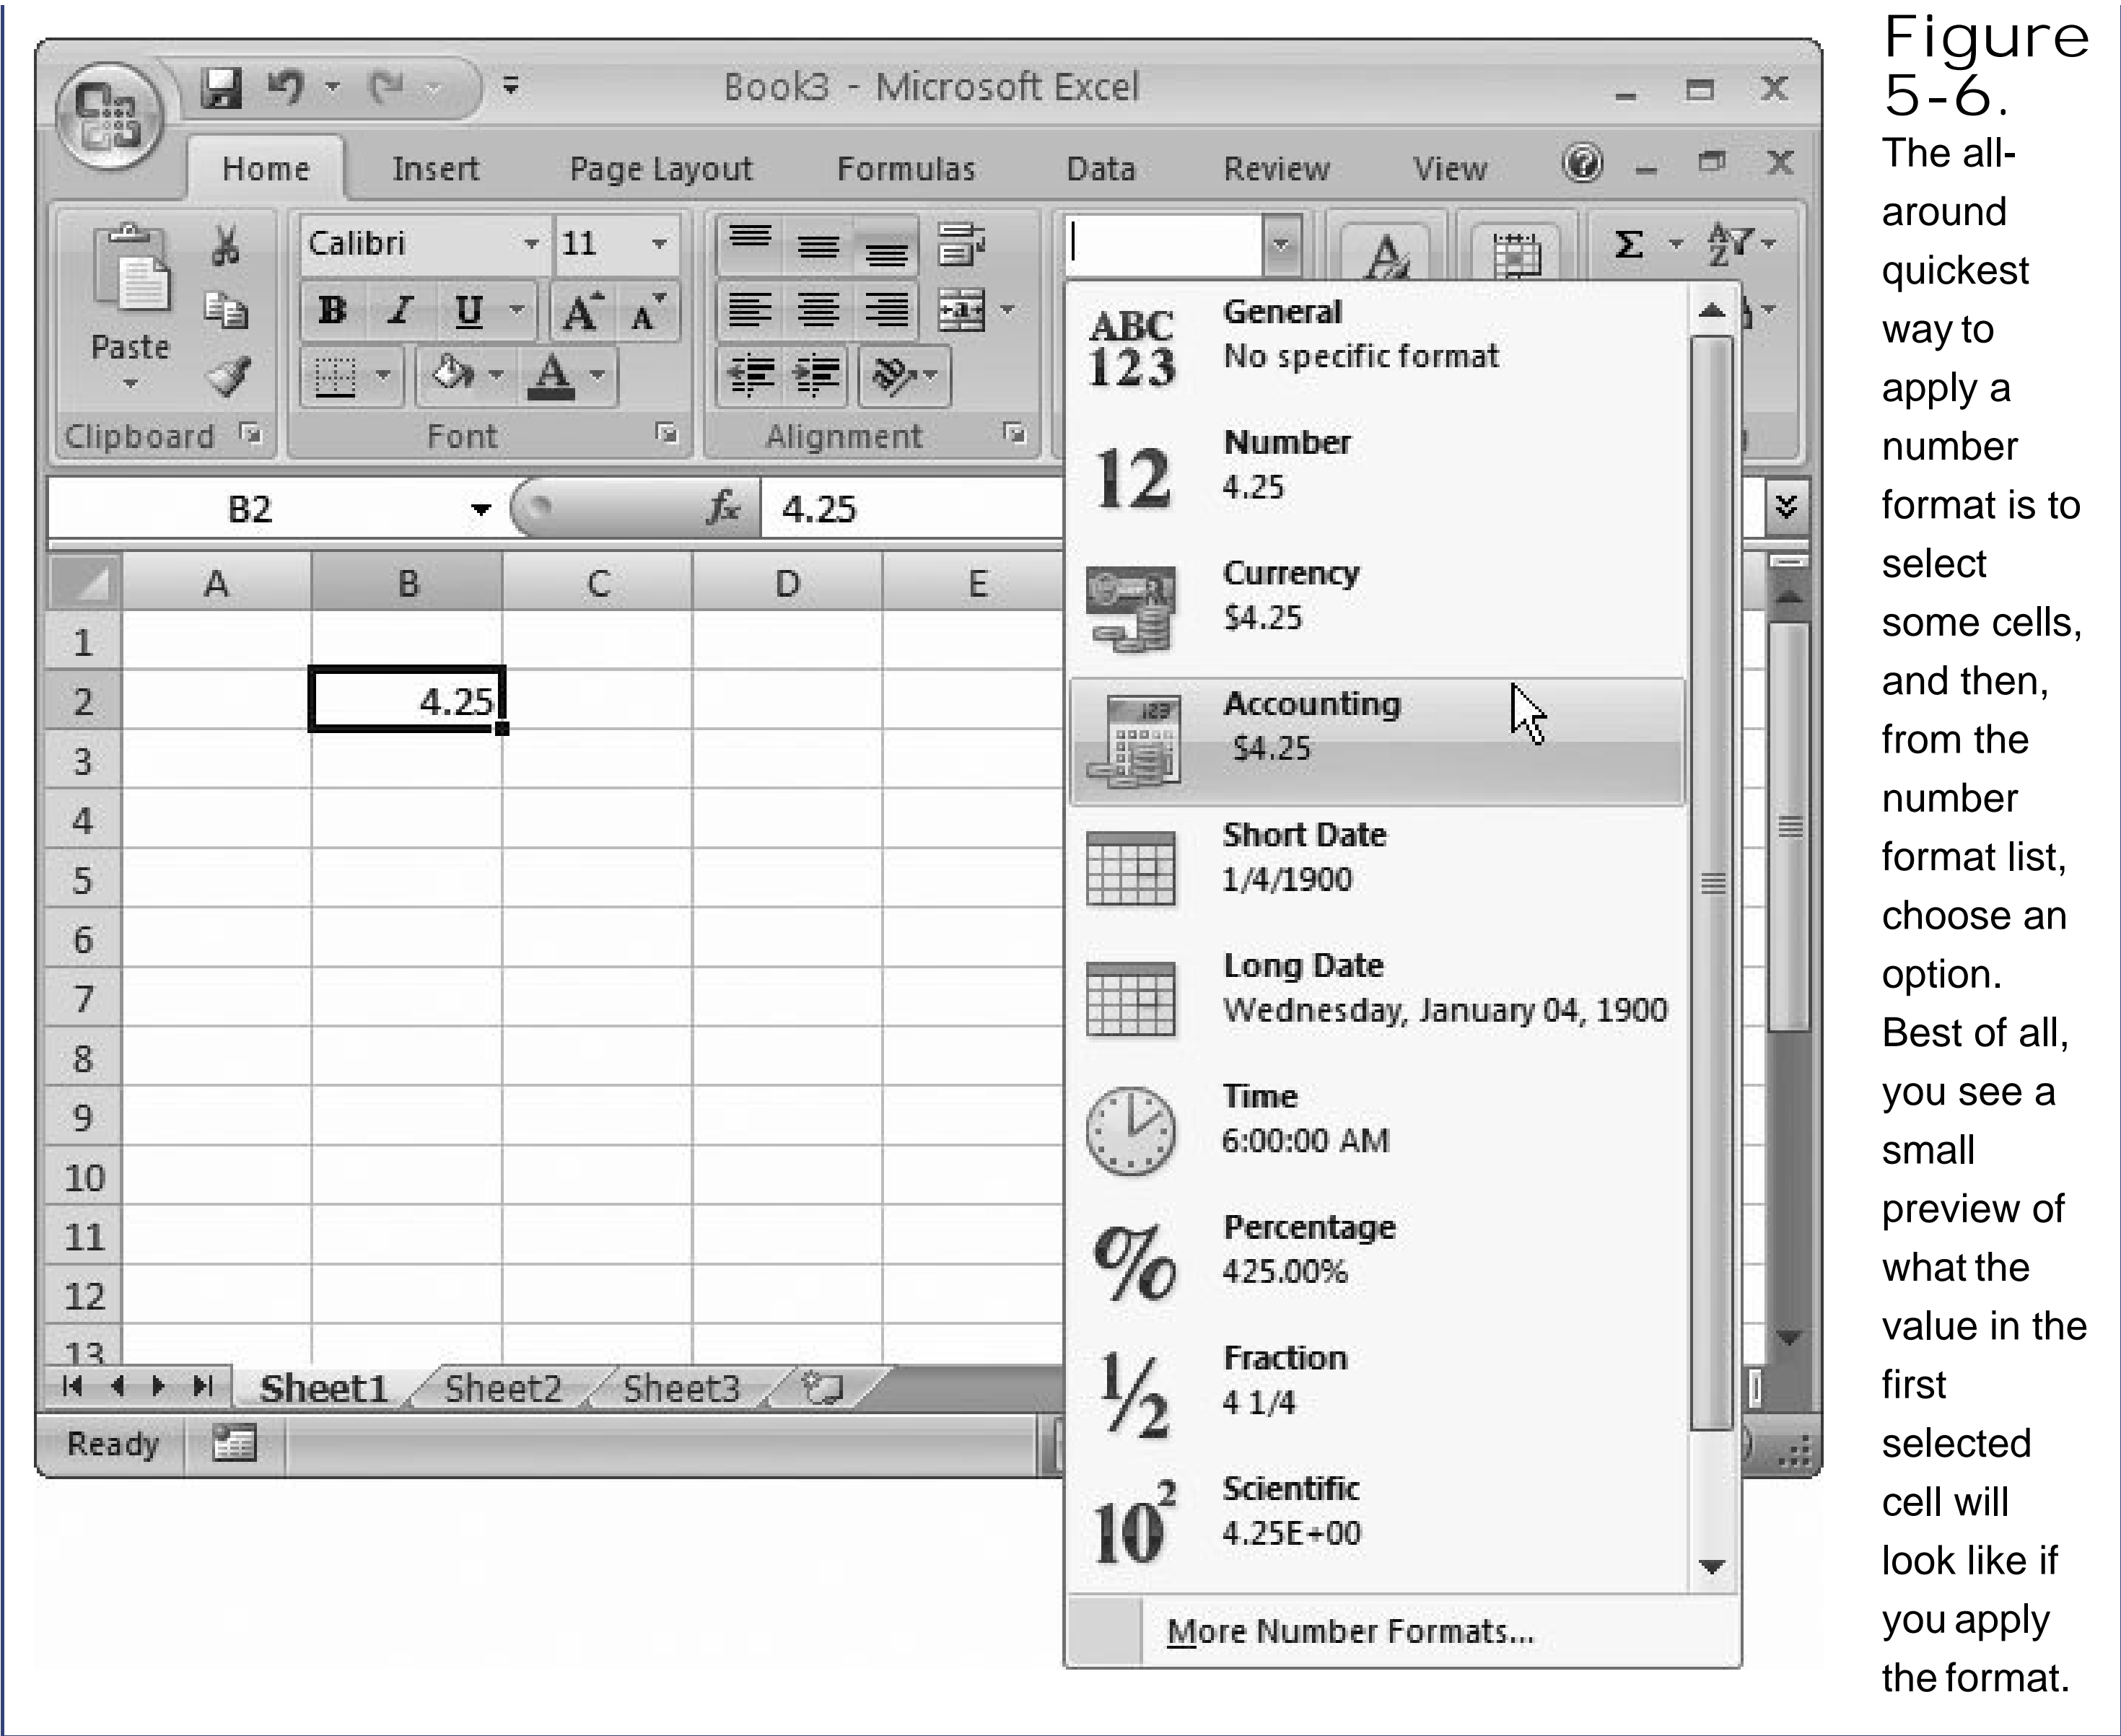 Book3 - Microsoft Excel
Home Insert Page Layout Formulas Data Review View
Calibri 11
Σ A Z
B I U A A
Paste
A
Clipboard Font Alignment
B2 fx 4.25
A B C D E
1
2 4.25
3
4
5
6
7
8
9
10
11
12
13
Sheet1 Sheet2 Sheet3
Ready
ABC
123
General
No specific format
12
Number
4.25
Currency
$4.25
123
Accounting
$4.25
Short Date
1/4/1900
Long Date
Wednesday, January 04, 1900
Time
6:00:00 AM
%
Percentage
425.00%
1/2
Fraction
4 1/4
10²
Scientific
4.25E+00
More Number Formats...
Figure
5-6.
The all-
around
quickest
way to
apply a
number
format is to
select
some cells,
and then,
from the
number
format list,
choose an
option.
Best of all,
you see a
small
preview of
what the
value in the
first
selected
cell will
look like if
you apply
the format.